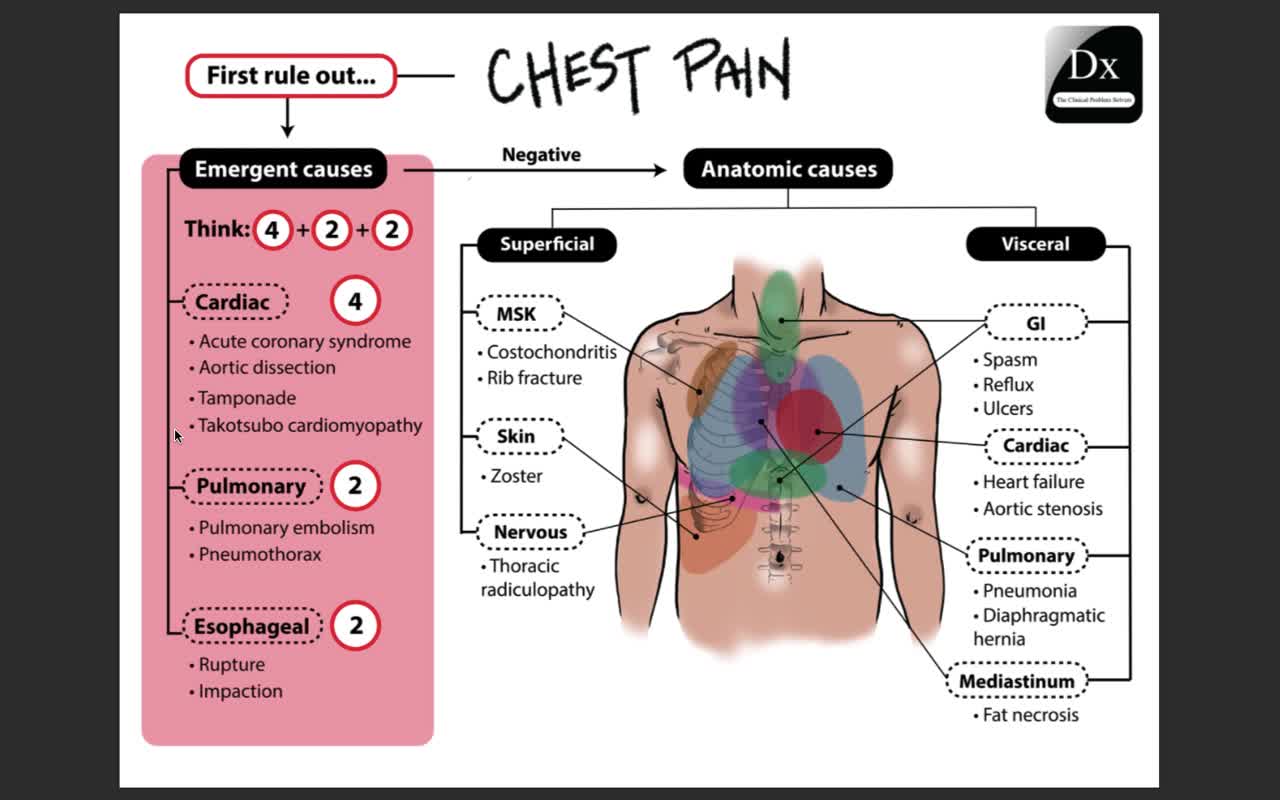 First rule out...
CHEST PAIN
Dx
The Clinical Problem Solvers
Emergent causes
Negative
Anatomic causes
Think: 4 + 2 + 2
Cardiac 4
• Acute coronary syndrome
• Aortic dissection
• Tamponade
• Takotsubo cardiomyopathy
Pulmonary 2
• Pulmonary embolism
• Pneumothorax
Esophageal 2
• Rupture
• Impaction
Superficial
MSK
• Costochondritis
• Rib fracture
Skin
• Zoster
Nervous
• Thoracic
radiculopathy
Visceral
GI
• Spasm
• Reflux
• Ulcers
Cardiac
• Heart failure
• Aortic stenosis
Pulmonary
• Pneumonia
• Diaphragmatic
hernia
Mediastinum
• Fat necrosis